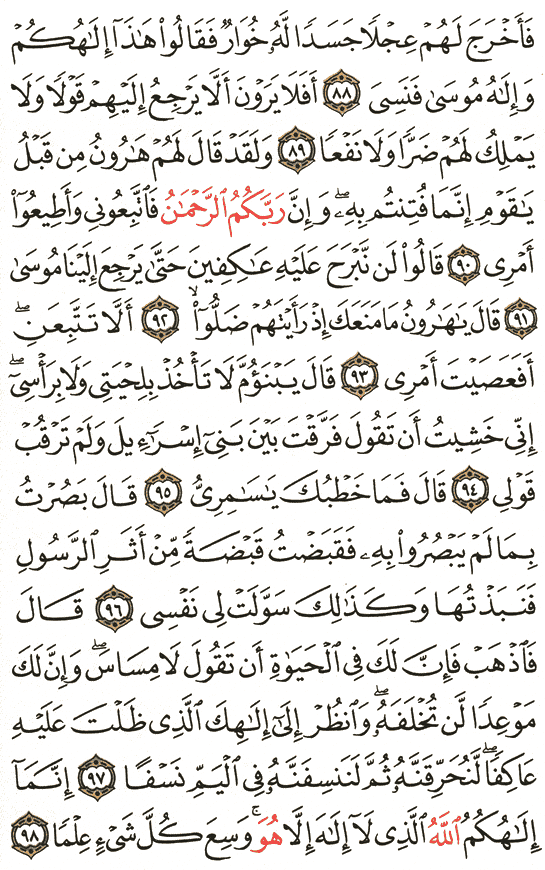 فَأَخْرَجَ لَهُمْ عِجْلًا جَسَدًا لَّهُۥ خُوَارٌ فَقَالُوا۟ هَٰذَآ إِلَٰهُكُمْ
وَإِلَٰهُ مُوسَىٰ فَنَسِىَ ﴿٨٨﴾ أَفَلَا يَرَوْنَ أَلَّا يَرْجِعُ إِلَيْهِمْ قَوْلًا وَلَا
يَمْلِكُ لَهُمْ ضَرًّا وَلَا نَفْعًا ﴿٨٩﴾ وَلَقَدْ قَالَ لَهُمْ هَٰرُونُ مِن قَبْلُ
يَٰقَوْمِ إِنَّمَا فُتِنتُم بِهِۦ ۖ وَإِنَّ رَبَّكُمُ ٱلرَّحْمَٰنُ فَٱتَّبِعُونِى وَأَطِيعُوٓا۟
أَمْرِى ﴿٩٠﴾ قَالُوا۟ لَن نَّبْرَحَ عَلَيْهِ عَٰكِفِينَ حَتَّىٰ يَرْجِعَ إِلَيْنَا مُوسَىٰ
﴿٩١﴾ قَالَ يَٰهَٰرُونُ مَا مَنَعَكَ إِذْ رَأَيْتَهُمْ ضَلُّوٓا۟ ۙ ﴿٩٢﴾ أَلَّا تَتَّبِعَنِ ۖ
أَفَعَصَيْتَ أَمْرِى ﴿٩٣﴾ قَالَ يَبْنَؤُمَّ لَا تَأْخُذْ بِلِحْيَتِى وَلَا بِرَأْسِىٓ ۖ
إِنِّى خَشِيتُ أَن تَقُولَ فَرَّقْتَ بَيْنَ بَنِىٓ إِسْرَٰٓءِيلَ وَلَمْ تَرْقُبْ
قَوْلِى ﴿٩٤﴾ قَالَ فَمَا خَطْبُكَ يَٰسَٰمِرِىُّ ﴿٩٥﴾ قَالَ بَصُرْتُ
بِمَا لَمْ يَبْصُرُوا۟ بِهِۦ فَقَبَضْتُ قَبْضَةً مِّنْ أَثَرِ ٱلرَّسُولِ
فَنَبَذْتُهَا وَكَذَٰلِكَ سَوَّلَتْ لِى نَفْسِى ﴿٩٦﴾ قَالَ
فَٱذْهَبْ فَإِنَّ لَكَ فِى ٱلْحَيَوٰةِ أَن تَقُولَ لَا مِسَاسَ ۖ وَإِنَّ لَكَ
مَوْعِدًا لَّن تُخْلَفَهُۥ ۖ وَٱنظُرْ إِلَىٰٓ إِلَٰهِكَ ٱلَّذِى ظَلْتَ عَلَيْهِ
عَاكِفًا ۖ لَّنُحَرِّقَنَّهُۥ ثُمَّ لَنَنسِفَنَّهُۥ فِى ٱلْيَمِّ نَسْفًا ﴿٩٧﴾ إِنَّمَآ
إِلَٰهُكُمُ ٱللَّهُ ٱلَّذِى لَآ إِلَٰهَ إِلَّا هُوَ ۚ وَسِعَ كُلَّ شَىْءٍ عِلْمًا ﴿٩٨﴾